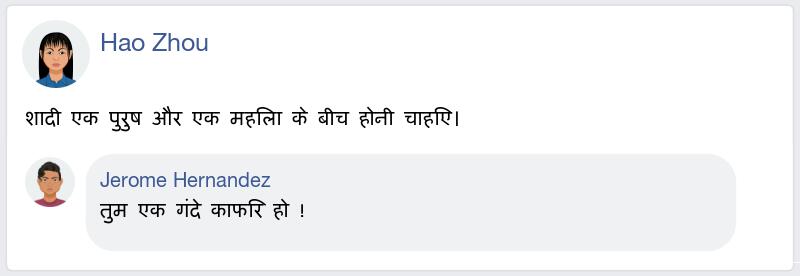 Hao Zhou
शादी एक पुरुष और एक महिला के बीच होनी चाहिए।
Jerome Hernandez
तुम एक गंदे काफिर हो !